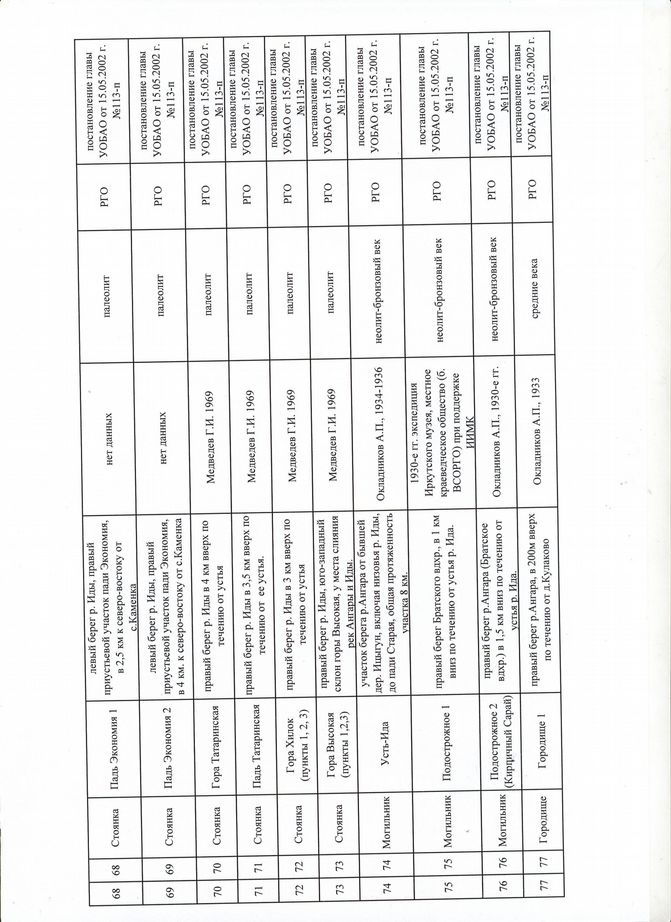 68 68 Стоянка Падь Экономия 1 левый берег р. Иды, правый приустьевой участок пади Экономия, в 2,5 км к северо-востоку от с.Каменка нет данных палеолит РГО постановление главы УОБАО от 15.05.2002 г. №113-п
69 69 Стоянка Падь Экономия 2 левый берег р. Иды, правый приустьевой участок пади Экономия, в 4 км. к северо-востоку от с.Каменка нет данных палеолит РГО постановление главы УОБАО от 15.05.2002 г. №113-п
70 70 Стоянка Гора Татаринская правый берег р. Иды в 4 км вверх по течению от устья Медведев Г.И. 1969 палеолит РГО постановление главы УОБАО от 15.05.2002 г. №113-п
71 71 Стоянка Падь Татаринская правый берег р. Иды в 3,5 км вверх по течению от ее устья. Медведев Г.И. 1969 палеолит РГО постановление главы УОБАО от 15.05.2002 г. №113-п
72 72 Стоянка Гора Хилок (пункты 1, 2, 3) правый берег р. Иды в 3 км вверх по течению от устья Медведев Г.И. 1969 палеолит РГО постановление главы УОБАО от 15.05.2002 г. №113-п
73 73 Стоянка Гора Высокая (пункты 1,2,3) правый берег р. Иды, юго-западный склон горы Высокая, у места слияния рек Ангары и Иды. Медведев Г.И. 1969 палеолит РГО постановление главы УОБАО от 15.05.2002 г. №113-п
74 74 Могильник Усть-Ида участок берега р.Ангара от бывшей дер. Ишыгун, включая низовья р. Иды, до пади Старая, общая протяженность участка 8 км. Окладников А.П., 1934-1936 неолит-бронзовый век РГО постановление главы УОБАО от 15.05.2002 г. №113-п
75 75 Могильник Подострожное 1 правый берег Братского вдхр., в 1 км вниз по течению от устья р. Ида. 1930-е гг. экспедиция Иркутского музея, местное краеведческое общество (б. ВСОРГО) при поддержке ИИМК неолит-бронзовый век РГО постановление главы УОБАО от 15.05.2002 г. №113-п
76 76 Могильник Подострожное 2 (Кирпичный Сарай) правый берег р.Ангара (Братское вдхр.) в 1,5 км вниз по течению от устья р. Ида. Окладников А.П., 1930-е гг. неолит-бронзовый век РГО постановление главы УОБАО от 15.05.2002 г. №113-п
77 77 Городище Городище 1 правый берег р.Ангара, в 200м вверх по течению от д.Кулаково Окладников А.П., 1933 средние века РГО постановление главы УОБАО от 15.05.2002 г. №113-п